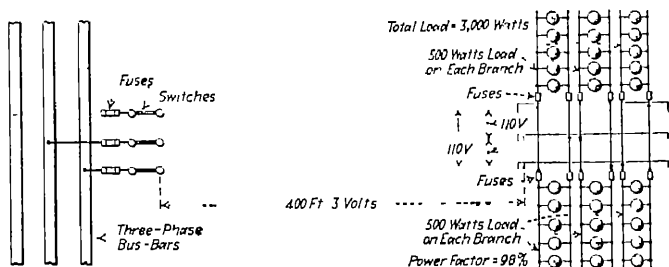 Fuses
Switches
Three-Phase
Bus-Bars
400 Ft 3 Volts
Total Load = 3,000 Watts
500 Watts Load
on Each Branch
Fuses
110V
110V
Fuses
500 Watts Load
on Each Branch
Power Factor = 98%